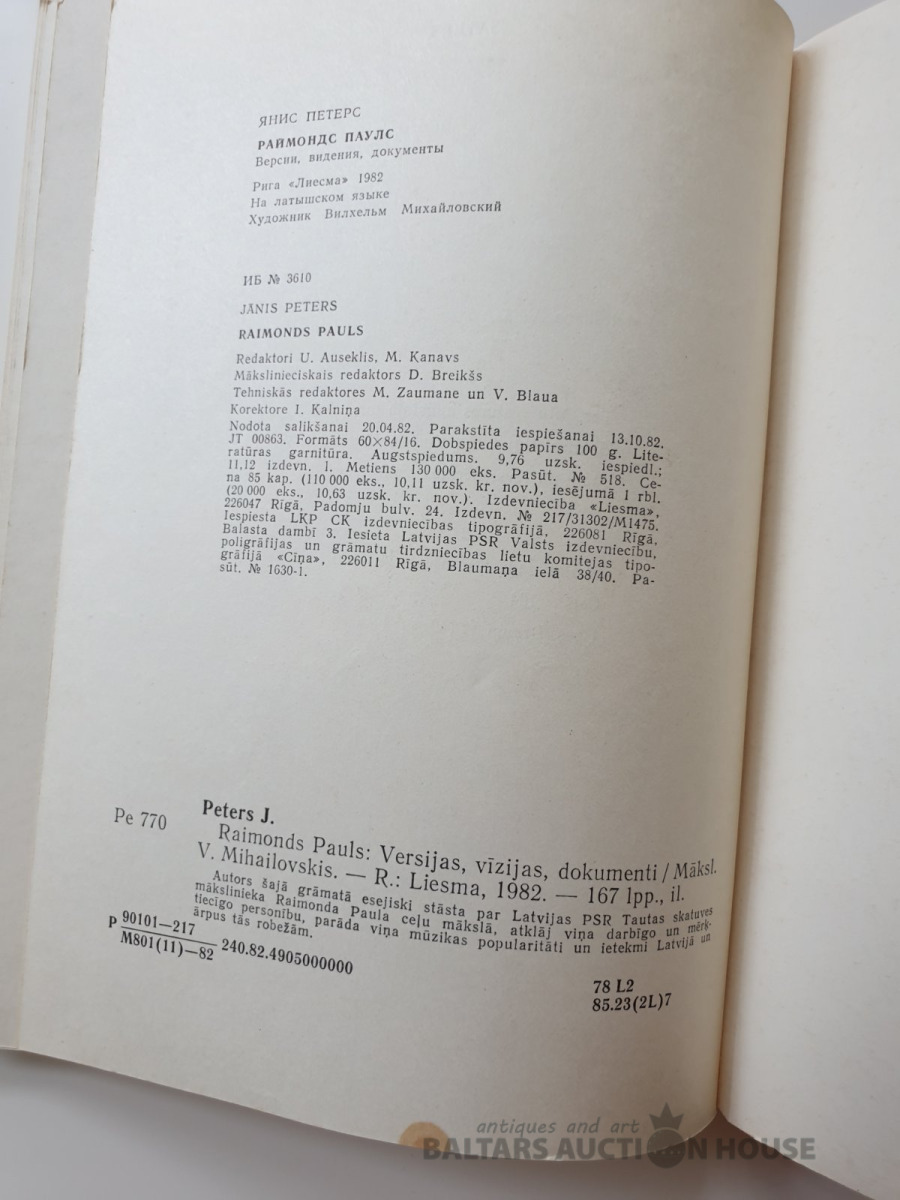 ЯНИС ПЕТЕРС
РАЙМОНДС ПАУЛС
Версии, видения, документы
Рига «Лиесма» 1982
На латышском языке
Художник Вилхельм Михайловский
ИБ № 3610
JĀNIS PETERS
RAIMONDS PAULS
Redaktori U. Auseklis, M. Kanavs
Mākslinieciskais redaktors D. Breikšs
Tehniskās redaktores M. Zaumane un V. Blaua
Korektore I. Kalniņa
Nodota salikšanai 20.04.82. Parakstīta iespiešanai 13.10.82.
JT 00863. Formāts 60×84/16. Dobspiedes papīrs 100 g. Lite-
ratūras garnitūra. Augstspiedums. 9,76 uzsk. iespiedl.;
11,12 izdevn. l. Metiens 130 000 eks. Pasūt. № 518. Ce-
na 85 kap. (110 000 eks., 10,11 uzsk. kr. nov.), iesējumā 1 rbl.
(20 000 eks., 10,63 uzsk. kr. nov.). Izdevniecība «Liesma»,
226047 Rīgā, Padomju bulv. 24. Izdevn. № 217/31302/M1475.
Iespiesta LKP CK izdevniecības tipogrāfijā, 226081 Rīgā,
Balasta dambī 3. Iesieta Latvijas PSR Valsts izdevniecību,
poligrāfijas un grāmatu tirdzniecības lietu komitejas tipo-
grāfijā «Cīņa», 226011 Rīgā, Blaumaņa ielā 38/40. Pa-
sūt. № 1630-1.
Peters J.
Pe 770
Raimonds Pauls: Versijas, vīzijas, dokumenti / Māksl.
V. Mihailovskis. — R.: Liesma, 1982. — 167 lpp., il.
Autors šajā grāmatā esejiski stāsta par Latvijas PSR Tautas skatuves
mākslinieka Raimonda Paula ceļu mākslā, atklāj viņa darbīgo un mērķ-
tiecīgo personību, parāda viņa mūzikas popularitāti un ietekmi Latvijā un
ārpus tās robežām.
P 90101—217
M801(11)—82 240.82.4905000000
78 L2
85.23(2L)7
antiques and art
BALTARS AUCTION HOUSE